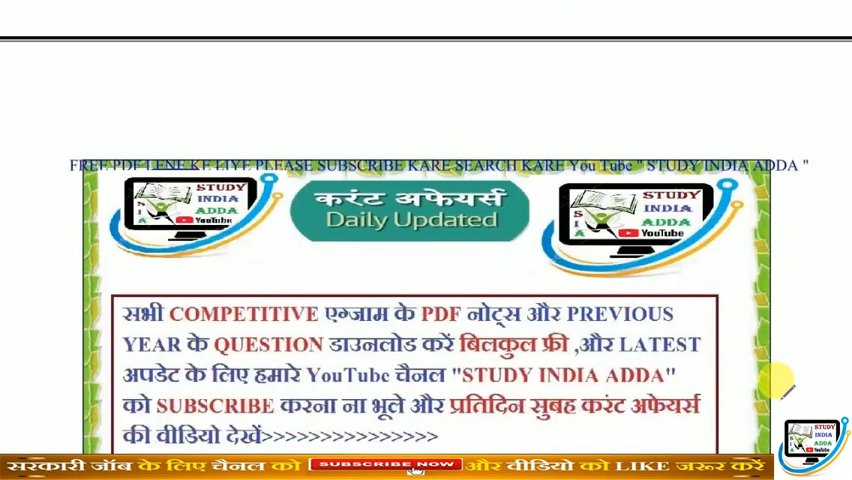 FREE PDF LENE KE LIYE PLEASE SUBSCRIBE KARE SEARCH KARE You Tube " STUDY INDIA ADDA "
STUDY
INDIA
ADDA
YouTube
S
I
A
करंट अफेयर्स
Daily Updated
STUDY
INDIA
ADDA
YouTube
S
I
A
सभी COMPETITIVE एग्जाम के PDF नोट्स और PREVIOUS
YEAR के QUESTION डाउनलोड करें बिलकुल फ्री ,और LATEST
अपडेट के लिए हमारे YouTube चैनल "STUDY INDIA ADDA"
को SUBSCRIBE करना ना भूले और प्रतिदिन सुबह करंट अफेयर्स
की वीडियो देखें>>>>>>>>>>>>>>>
सरकारी जॉब के लिए चैनल को SUBSCRIBE NOW और वीडियो को LIKE जरूर करें
STUDY
INDIA
ADDA
YouTube
S
I
A